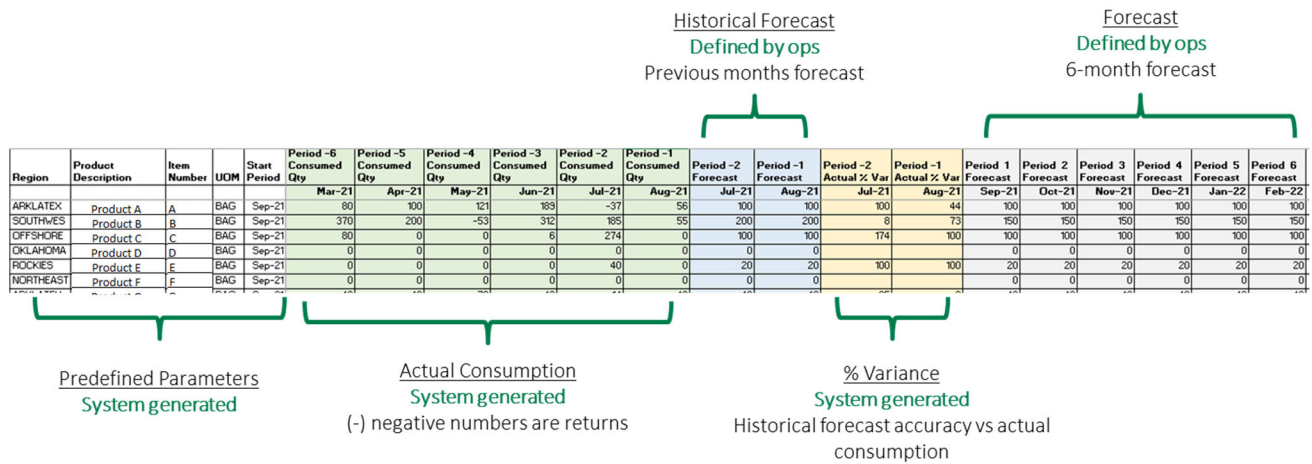 Historical Forecast
Defined by ops
Previous months forecast
Forecast
Defined by ops
6-month forecast
Region Product Description Item Number UOM Start Period Period -6 Consumed Qty Period -5 Consumed Qty Period -4 Consumed Qty Period -3 Consumed Qty Period -2 Consumed Qty Period -1 Consumed Qty Period -2 Forecast Period -1 Forecast Period -2 Actual % Var Period -1 Actual % Var Period 1 Forecast Period 2 Forecast Period 3 Forecast Period 4 Forecast Period 5 Forecast Period 6 Forecast
Mar-21 Apr-21 May-21 Jun-21 Jul-21 Aug-21 Jul-21 Aug-21 Jul-21 Aug-21 Sep-21 Oct-21 Nov-21 Dec-21 Jan-22 Feb-22
ARKLATEX Product A A BAG Sep-21 80 100 121 189 -37 56 100 100 100 44 100 100 100 100 100 100
SOUTHWES Product B B BAG Sep-21 370 200 -53 312 185 55 200 200 8 73 150 150 150 150 150 150
OFFSHORE Product C C BAG Sep-21 80 0 0 6 274 0 100 100 174 100 100 100 100 100 100 100
OKLAHOMA Product D D BAG Sep-21 0 0 0 0 0 0 0 0 0 0 0 0 0 0
ROCKIES Product E E BAG Sep-21 0 0 0 0 40 0 20 20 100 100 20 20 20 20 20 20
NORTHEAST Product F F BAG Sep-21 0 0 0 0 0 0 0 0 0 0 0 0 0 0
Predefined Parameters
System generated
Actual Consumption
System generated
(-) negative numbers are returns
% Variance
System generated
Historical forecast accuracy vs actual
consumption